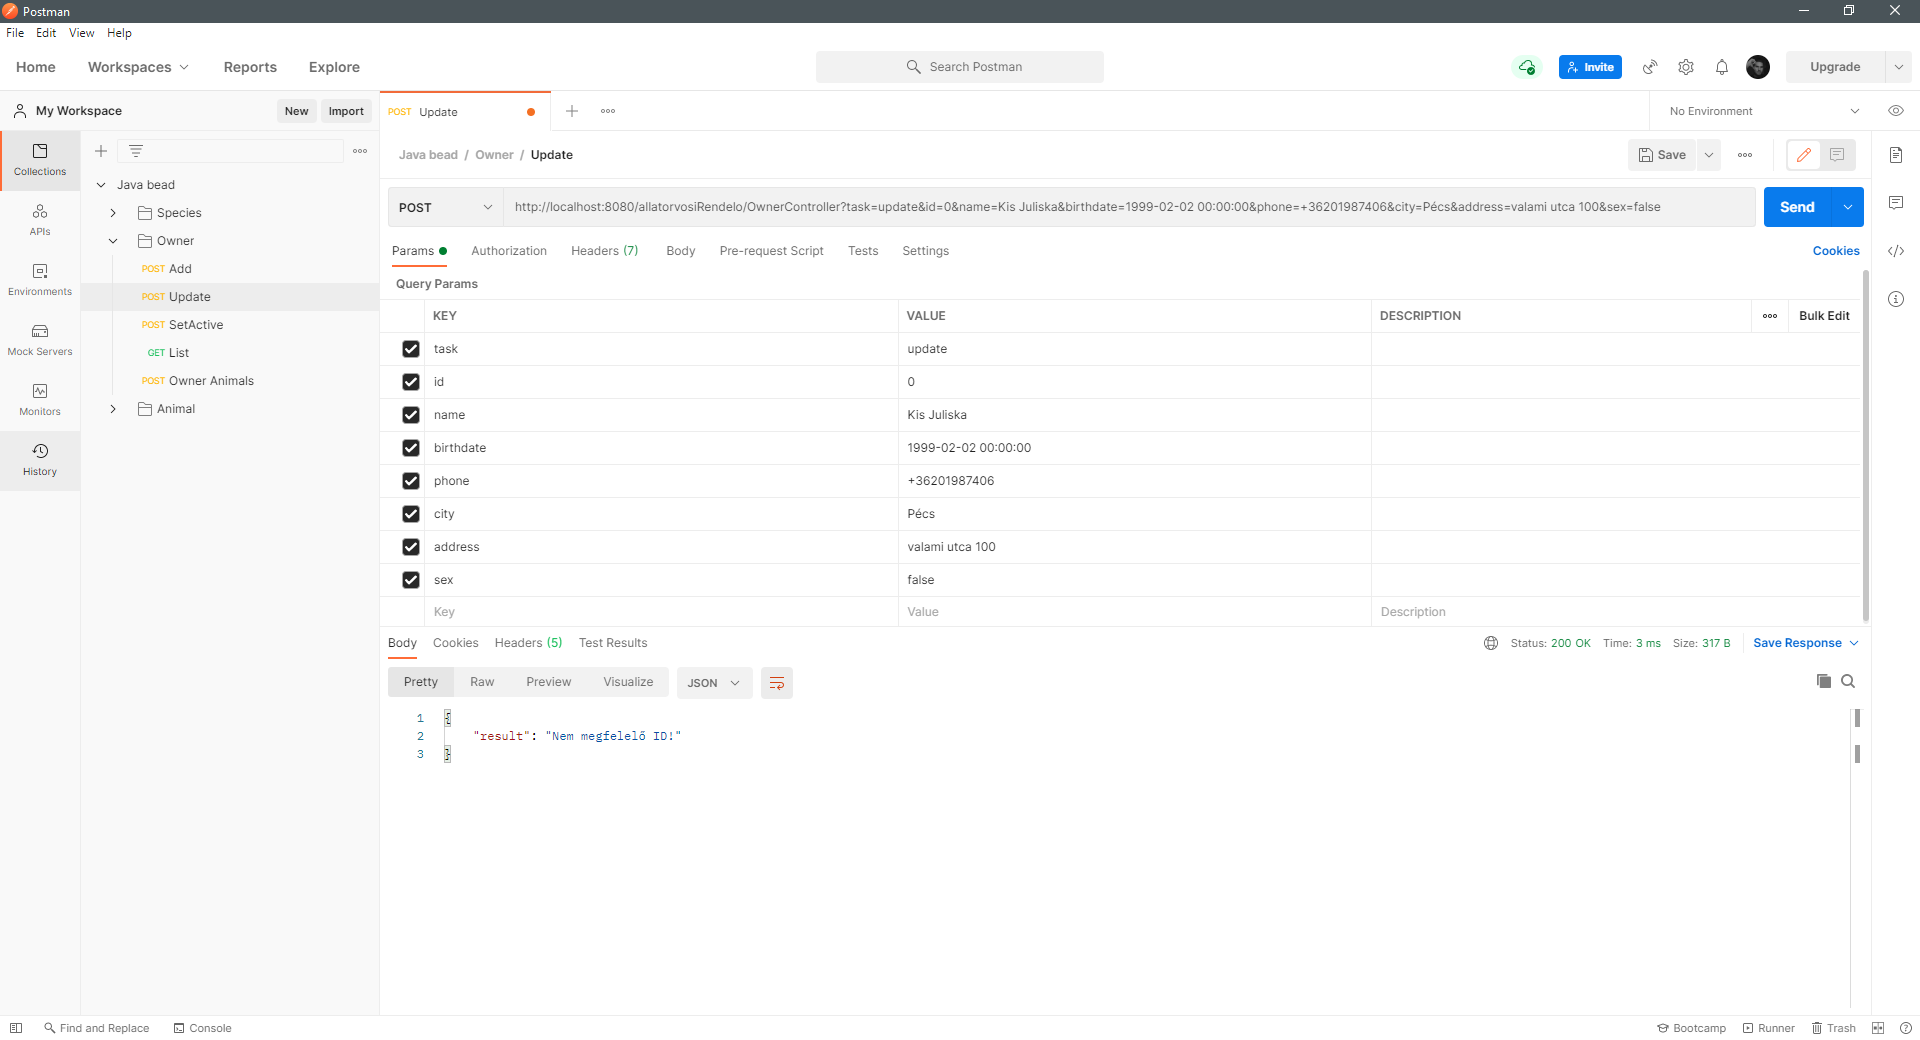 Postman
File Edit View Help
Home Workspaces Reports Explore Search Postman Invite Upgrade
My Workspace New Import
POST Update No Environment
Collections
APIs
Environments
Mock Servers
Monitors
History
Java bead
Species
Owner
POST Add
POST Update
POST SetActive
GET List
POST Owner Animals
Animal
Java bead / Owner / Update Save
POST http://localhost:8080/allatorvosiRendelo/OwnerController?task=update&id=0&name=Kis Juliska&birthdate=1999-02-02 00:00:00&phone=+36201987406&city=Pécs&address=valami utca 100&sex=false Send
Params Authorization Headers (7) Body Pre-request Script Tests Settings Cookies
Query Params
KEY VALUE DESCRIPTION Bulk Edit
task update
id 0
name Kis Juliska
birthdate 1999-02-02 00:00:00
phone +36201987406
city Pécs
address valami utca 100
sex false
Key Value Description
Body Cookies Headers (5) Test Results Status: 200 OK Time: 3 ms Size: 317 B Save Response
Pretty Raw Preview Visualize JSON
1 {
2 "result": "Nem megfelelő ID!"
3 }
Find and Replace Console Bootcamp Runner Trash